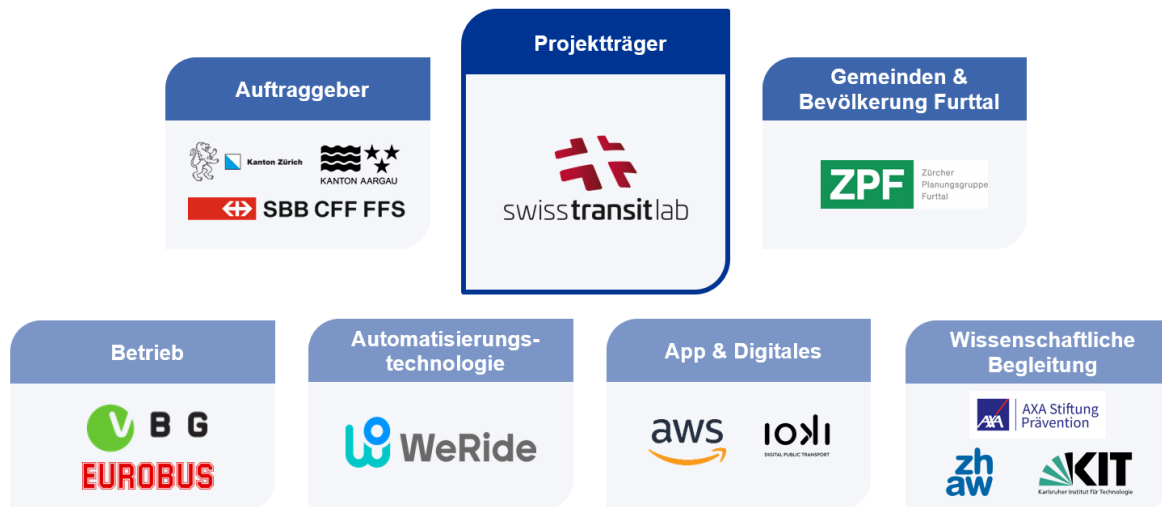 Projektträger
swisstransitlab
Auftraggeber
Kanton Zürich
KANTON AARGAU
SBB CFF FFS
Gemeinden &
Bevölkerung Furttal
ZPF
Zürcher
Planungsgruppe
Furttal
Betrieb
V B G
EUROBUS
Automatisierungs-
technologie
WeRide
App & Digitales
aws
ioki
DIGITAL PUBLIC TRANSPORT
Wissenschaftliche
Begleitung
AXA
AXA Stiftung
Prävention
zh
aw
KIT
Karlsruher Institut für Technologie